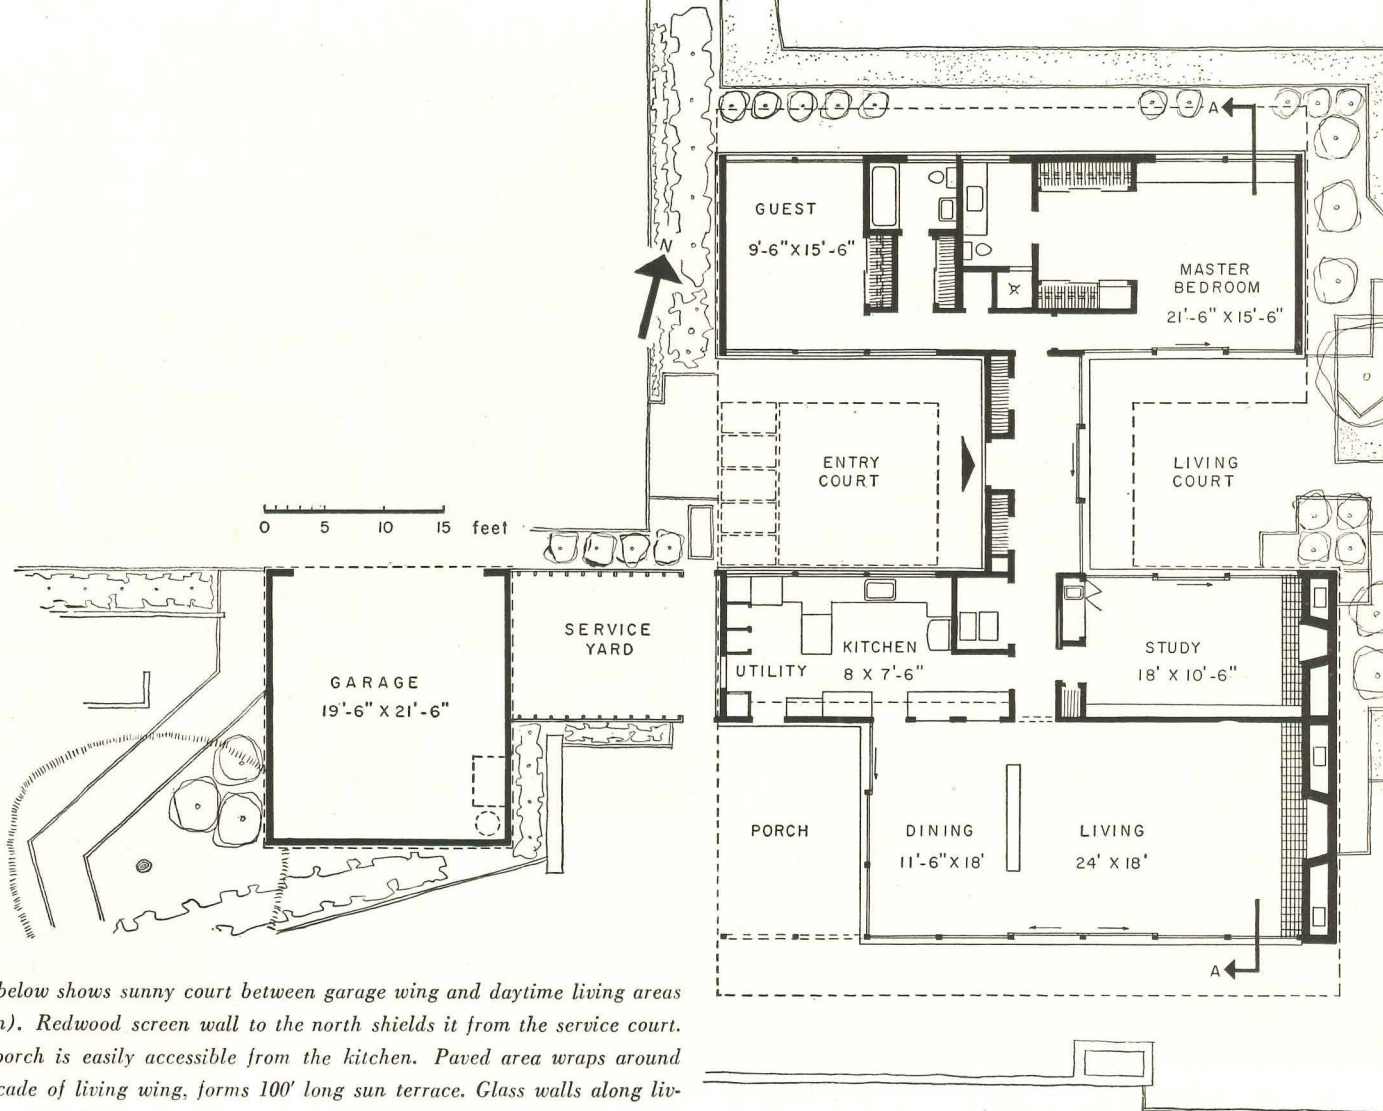 A
N
GUEST
9'-6" X 15'-6"
MASTER
BEDROOM
21'-6" X 15'-6"
ENTRY
COURT
LIVING
COURT
0 5 10 15 feet
SERVICE
YARD
GARAGE
19'-6" X 21'-6"
UTILITY
KITCHEN
8 X 7'-6"
STUDY
18' X 10'-6"
PORCH
DINING
11'-6" X 18'
LIVING
24' X 18'
A
below shows sunny court between garage wing and daytime living areas
n). Redwood screen wall to the north shields it from the service court.
porch is easily accessible from the kitchen. Paved area wraps around
cade of living wing, forms 100' long sun terrace. Glass walls along liv-